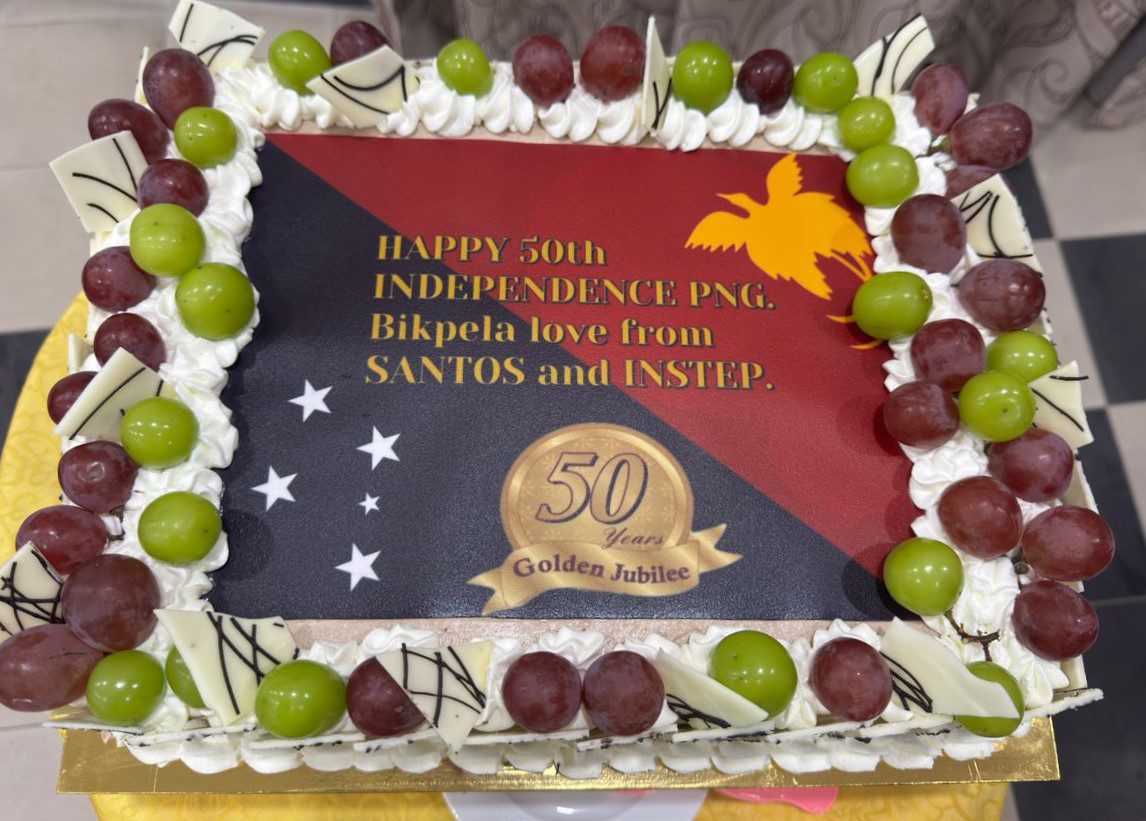 HAPPY 50th
INDEPENDENCE PNG.
Bikpela love from
SANTOS and INSTEP.
50
Years
Golden Jubilee